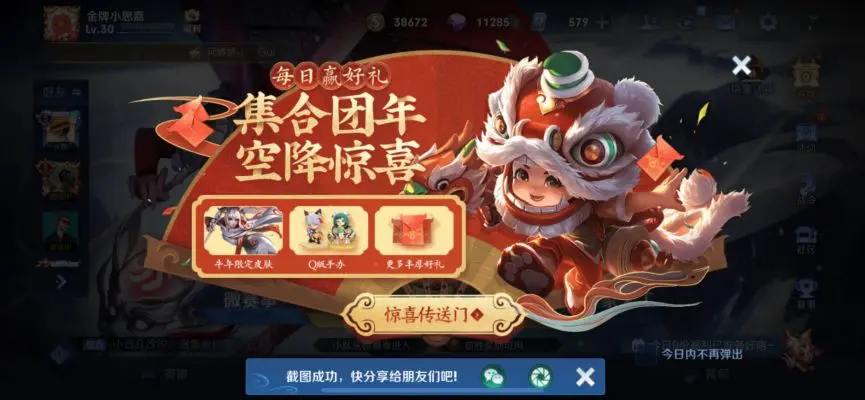 金牌小恩嘉
Lv.30
38672
11285
579
每日赢好礼
集合团年
空降惊喜
牛年限定皮肤
Q版手办
更多丰厚好礼
惊喜传送门
今日内不再弹出
截图成功，快分享给朋友们吧!